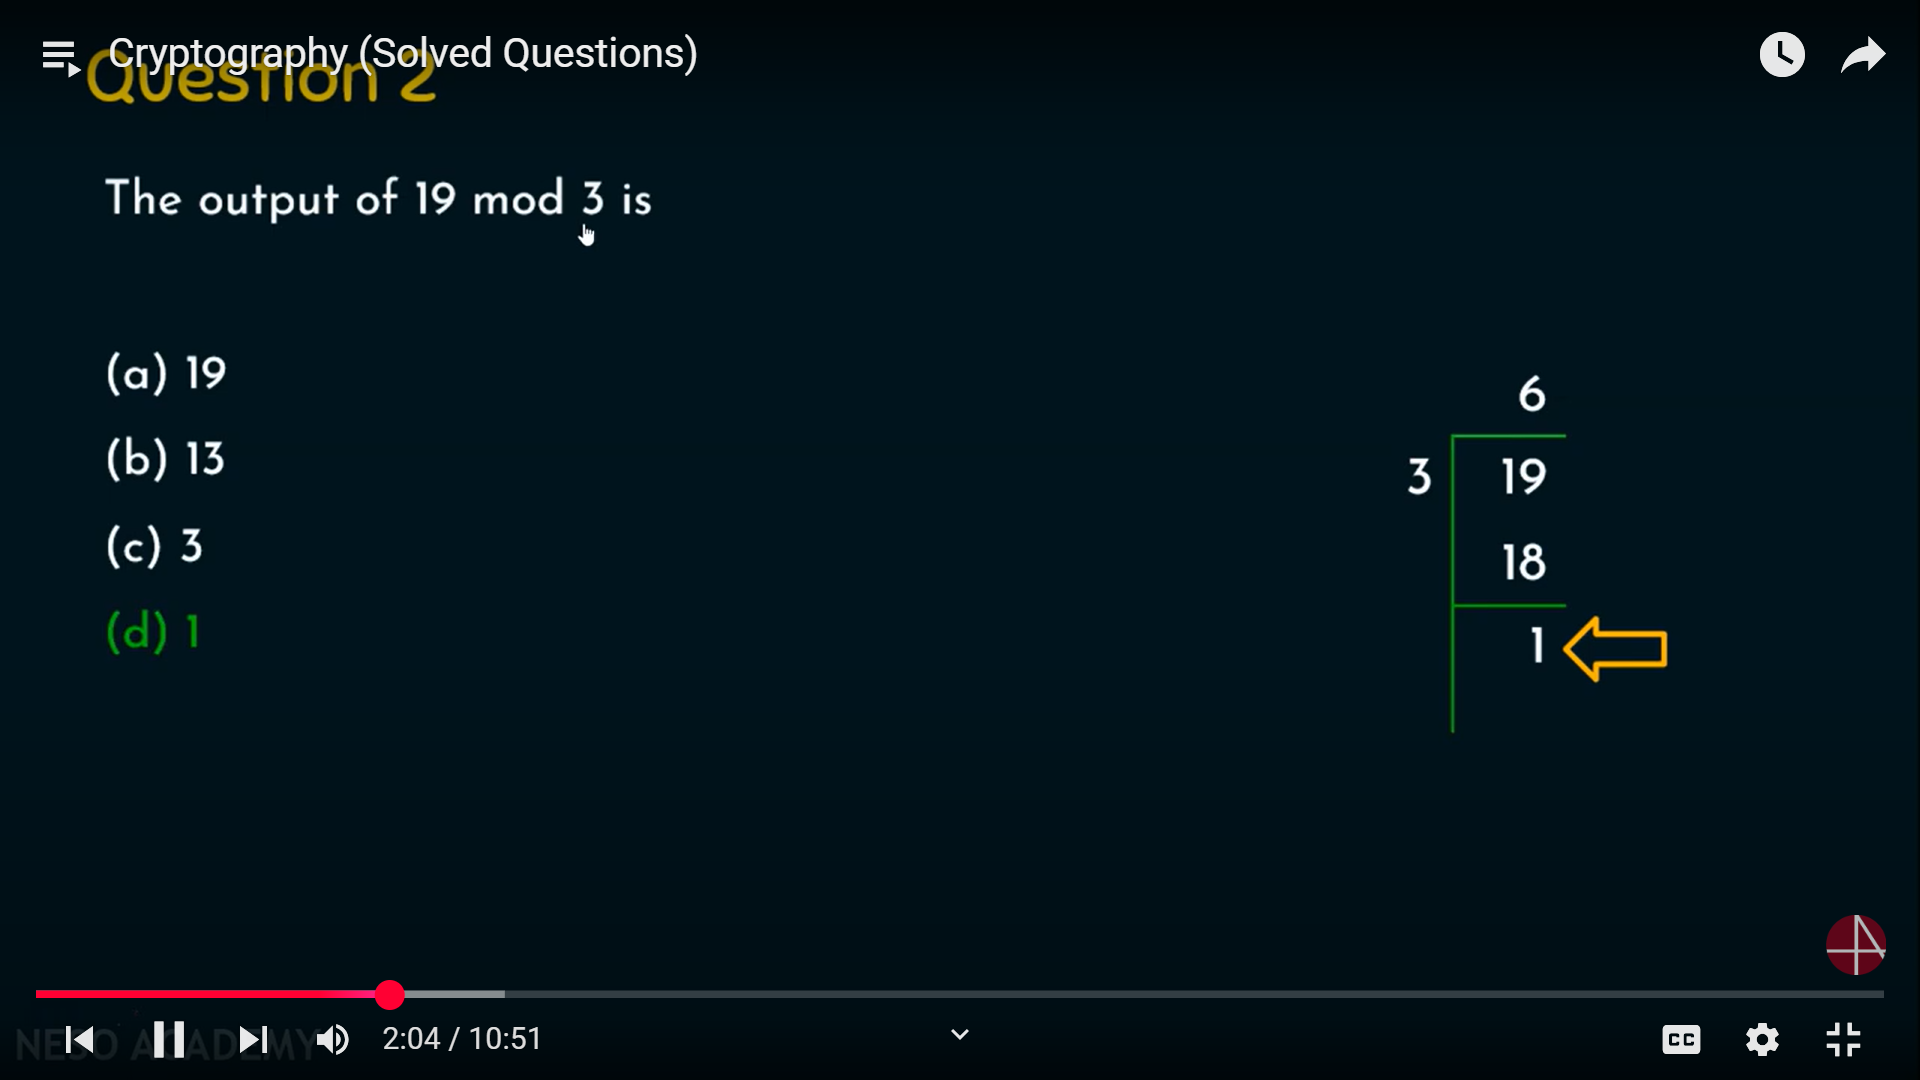 Cryptography (Solved Questions)
Question 2
The output of 19 mod 3 is
(a) 19
(b) 13
(c) 3
(d) 1
6
3 19
18
1
NESO ACADEMY
2:04 / 10:51
CC